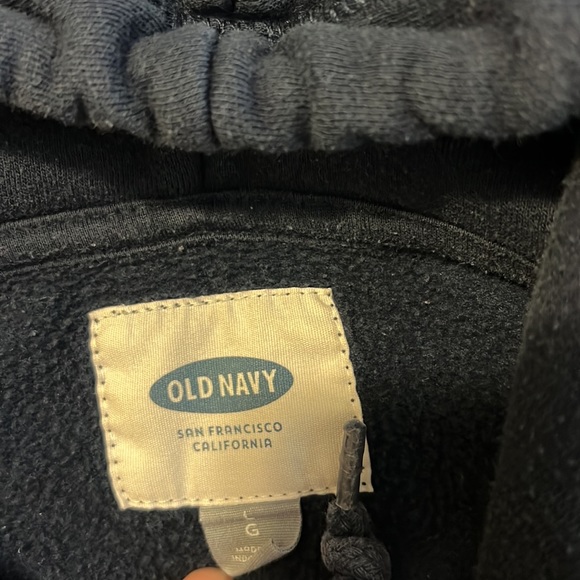 OLD NAVY
SAN FRANCISCO
CALIFORNIA
L
G